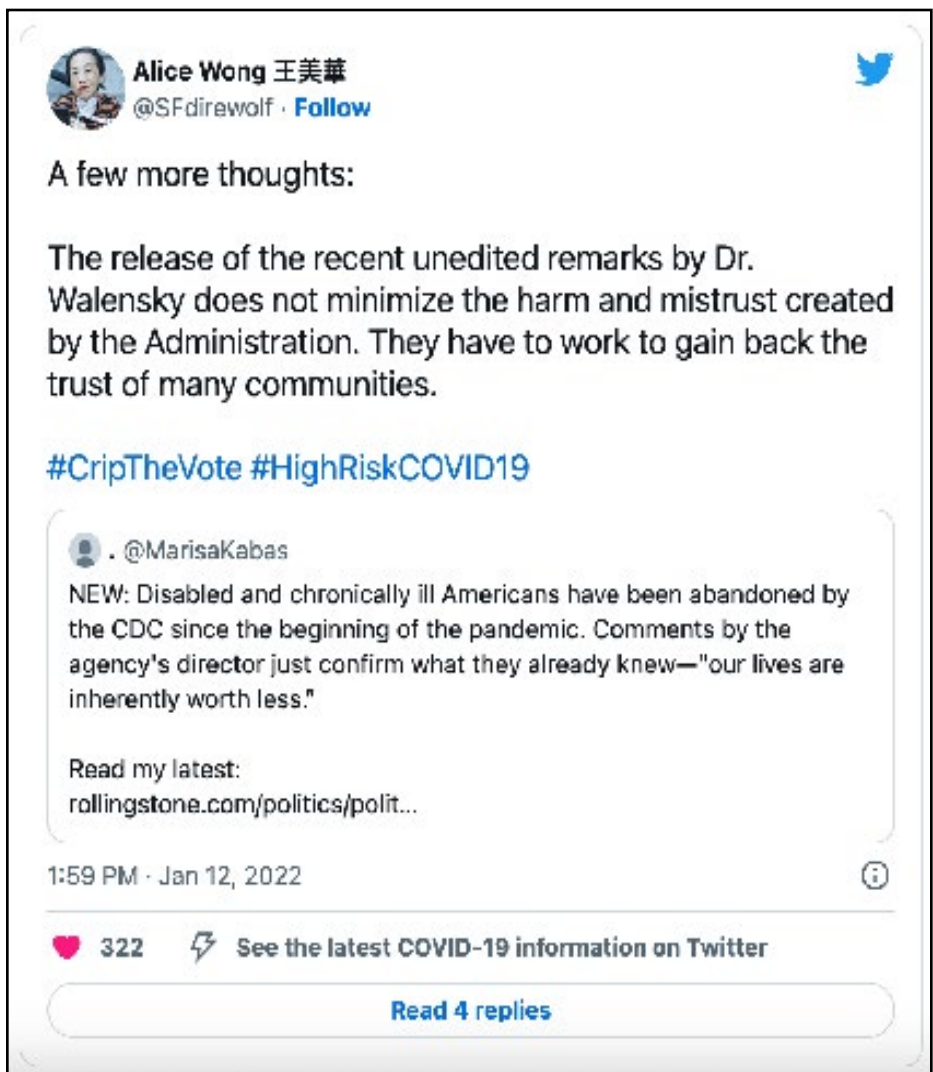 Alice Wong 王美華
@SFdirewolf · Follow
A few more thoughts:
The release of the recent unedited remarks by Dr.
Walensky does not minimize the harm and mistrust created
by the Administration. They have to work to gain back the
trust of many communities.
#CripTheVote #HighRiskCOVID19
. @MarisaKabas
NEW: Disabled and chronically ill Americans have been abandoned by
the CDC since the beginning of the pandemic. Comments by the
agency's director just confirm what they already knew—"our lives are
inherently worth less."
Read my latest:
rollingstone.com/politics/polit...
1:59 PM · Jan 12, 2022
322 See the latest COVID-19 information on Twitter
Read 4 replies